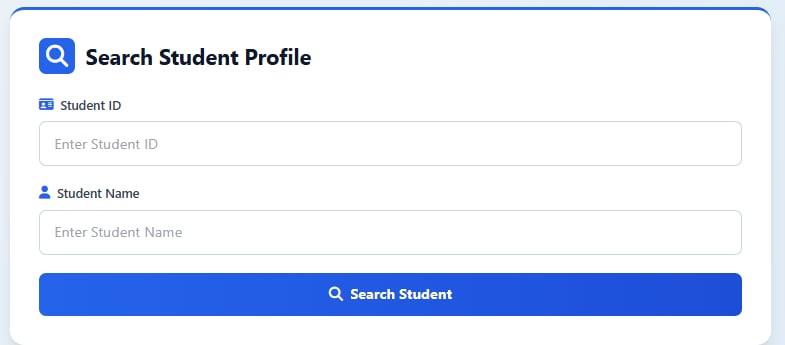 Search Student Profile
Student ID
Enter Student ID
Student Name
Enter Student Name
Search Student